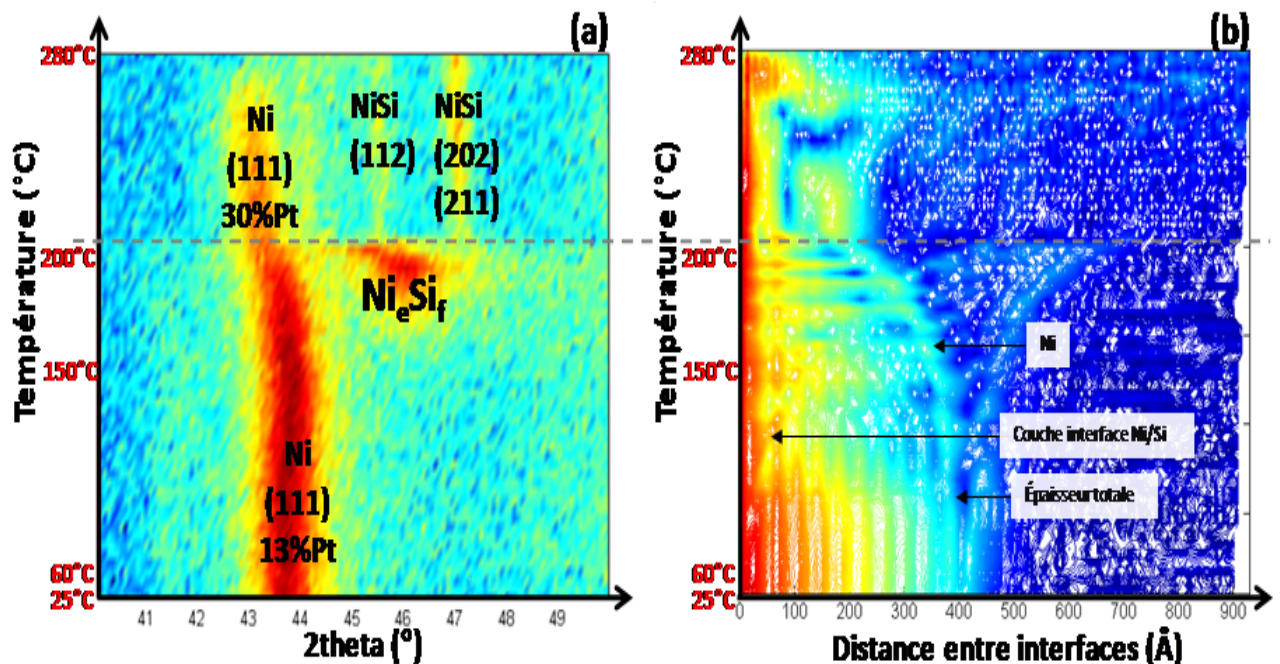 (a)
Température (°C)
280°C
200°C
150°C
60°C
25°C
Ni
(111)
30%Pt
NiSi
(112)
NiSi
(202)
(211)
NieSif
Ni
(111)
13%Pt
41 42 43 44 45 46 47 48 49
2theta (°)
(b)
Température (°C)
280°C
200°C
150°C
60°C
25°C
Ni
Couche interface Ni/Si
Épaisseur totale
0 100 200 300 400 500 600 700 800 900
Distance entre interfaces (Å)